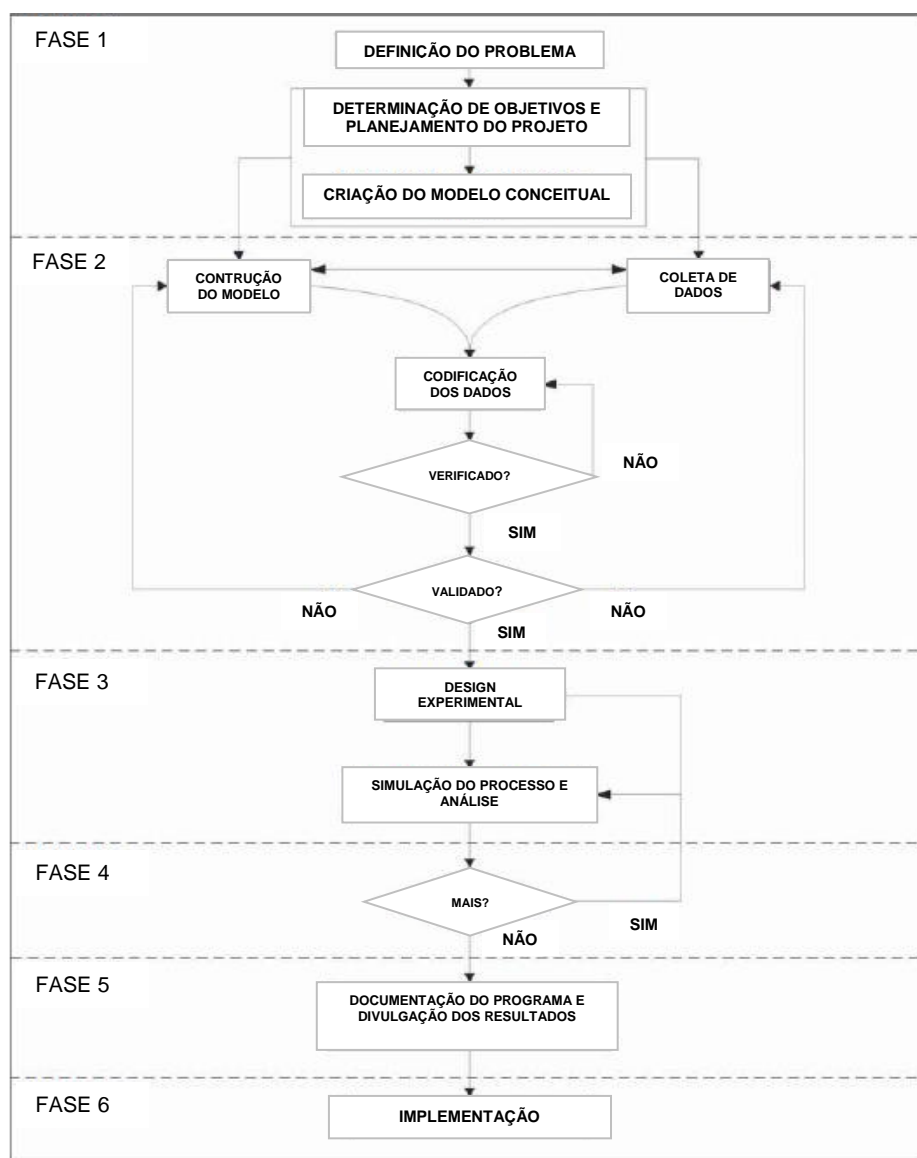 FASE 1
DEFINIÇÃO DO PROBLEMA
DETERMINAÇÃO DE OBJETIVOS E
PLANEJAMENTO DO PROJETO
CRIAÇÃO DO MODELO CONCEITUAL
FASE 2
CONTRUÇÃO
DO MODELO
COLETA DE
DADOS
CODIFICAÇÃO
DOS DADOS
VERIFICADO?
NÃO
SIM
VALIDADO?
NÃO
NÃO
SIM
FASE 3
DESIGN
EXPERIMENTAL
SIMULAÇÃO DO PROCESSO E
ANÁLISE
FASE 4
MAIS?
SIM
NÃO
FASE 5
DOCUMENTAÇÃO DO PROGRAMA E
DIVULGAÇÃO DOS RESULTADOS
FASE 6
IMPLEMENTAÇÃO